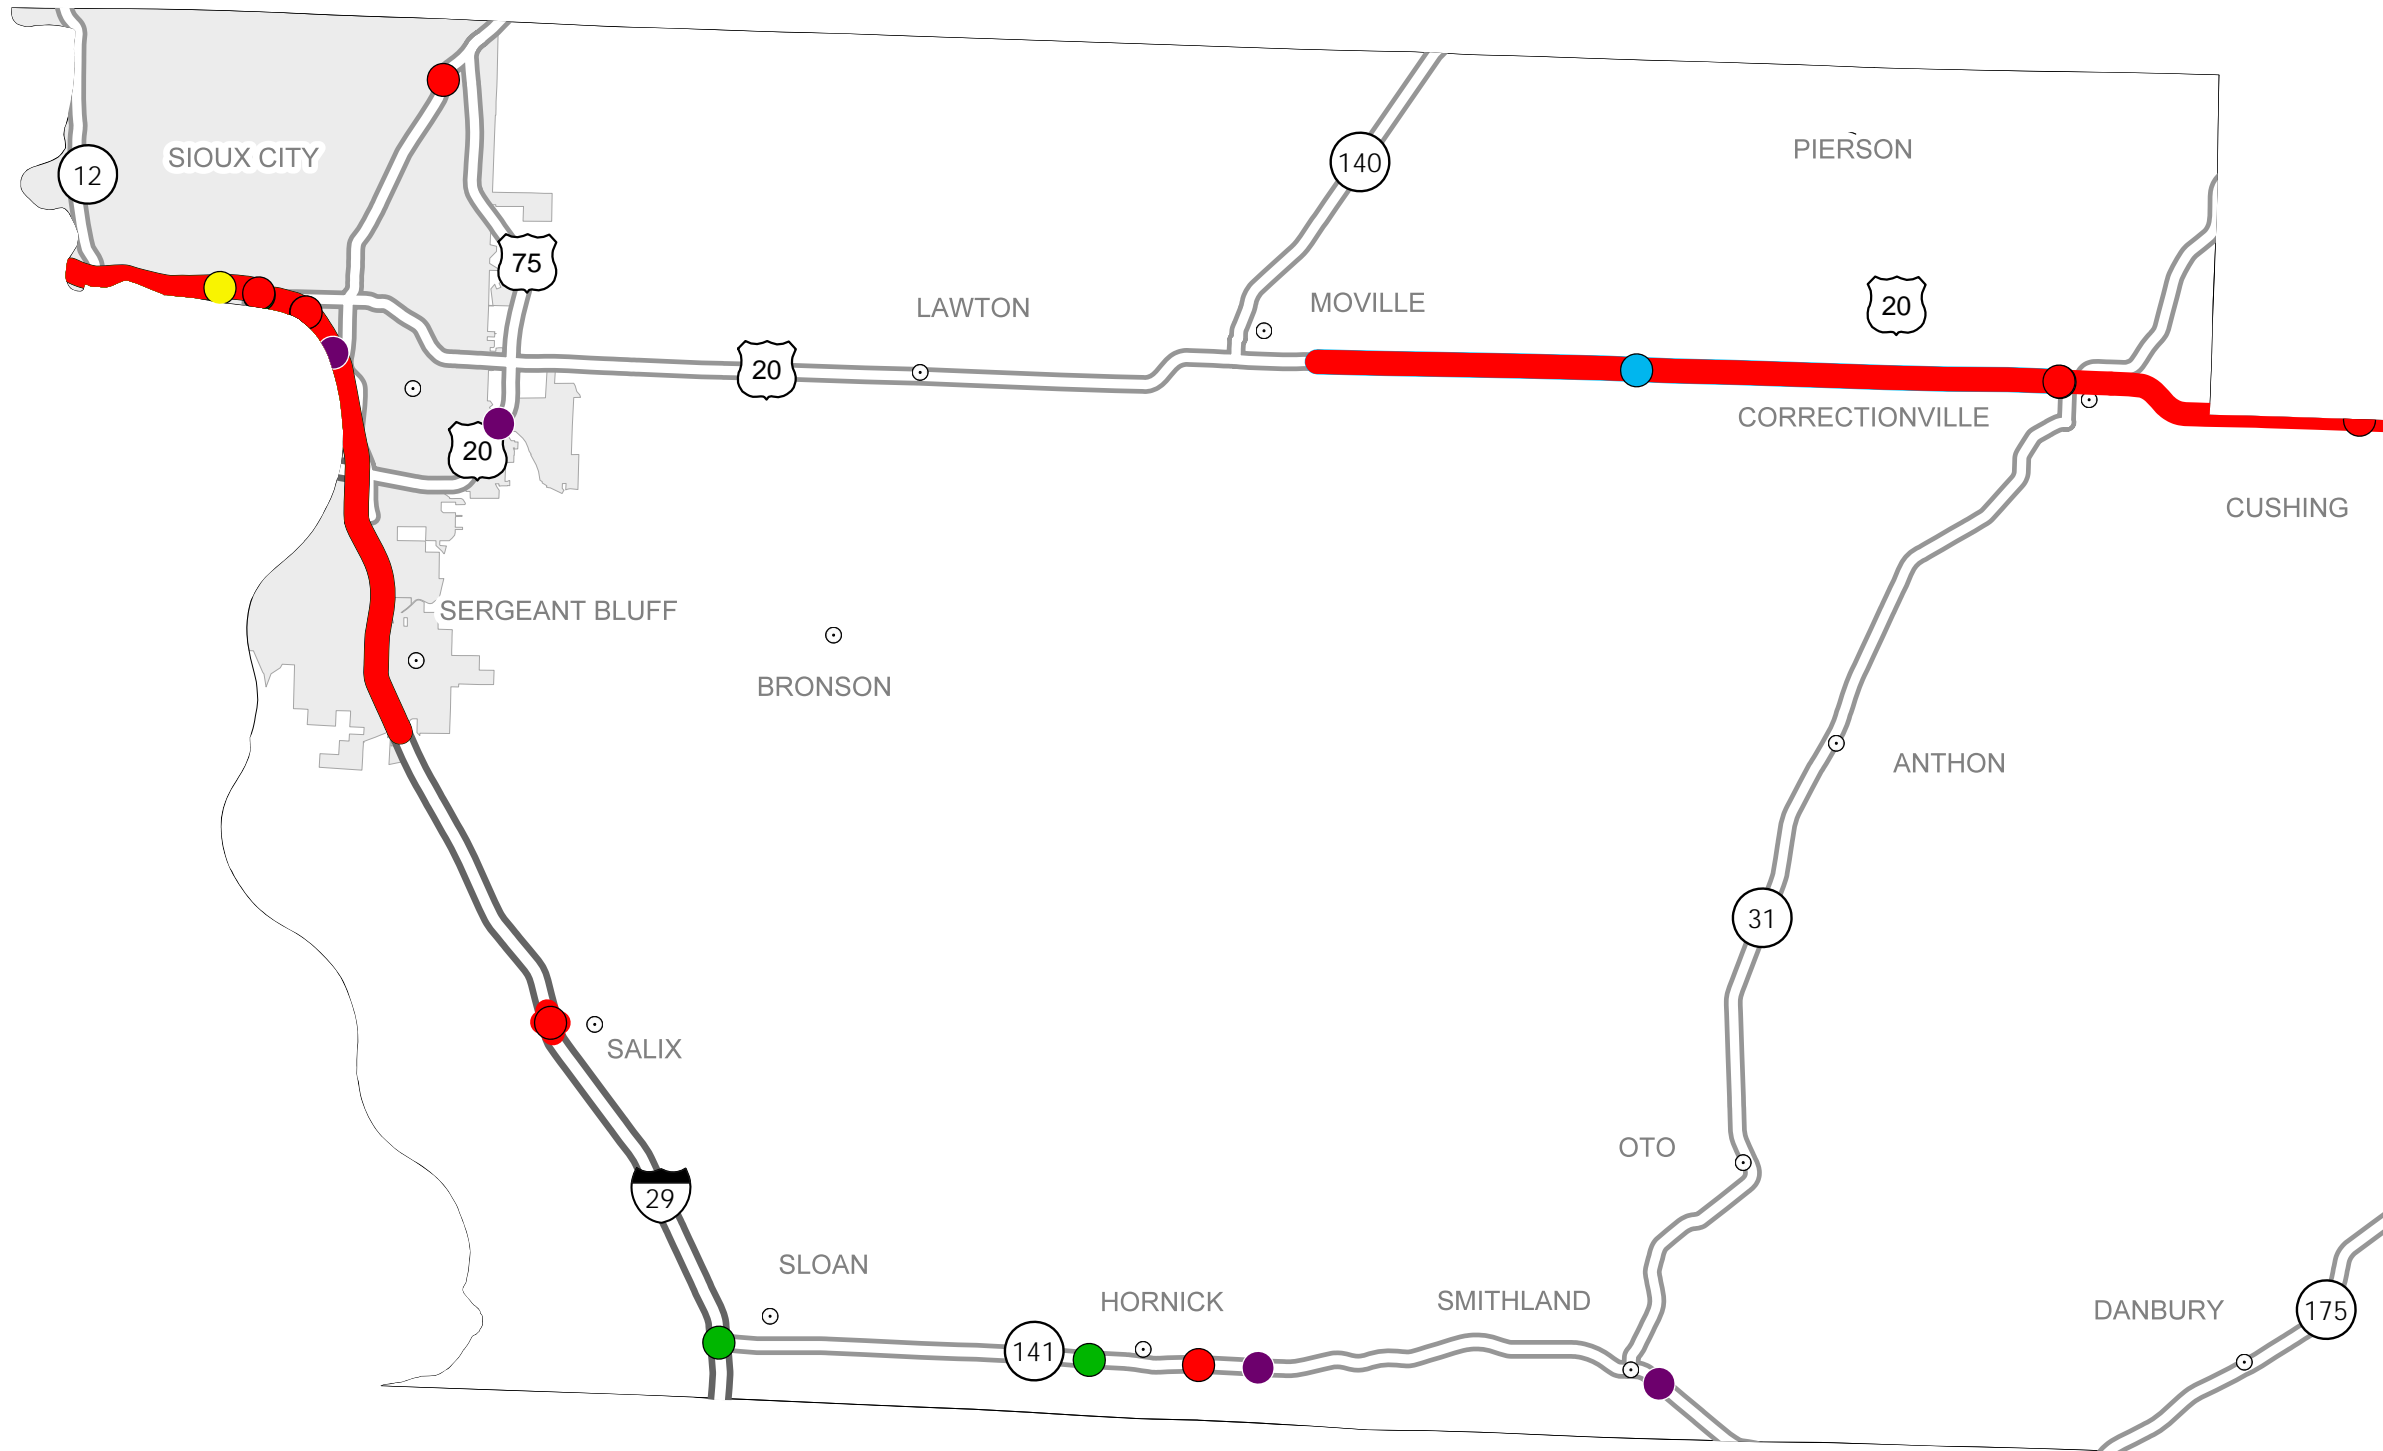 SIOUX CITY
12
140
PIERSON
75
LAWTON
MOVILLE
20
20
CORRECTIONVILLE
20
CUSHING
SERGEANT BLUFF
BRONSON
ANTHON
31
SALIX
OTO
29
SLOAN
HORNICK
SMITHLAND
DANBURY
175
141